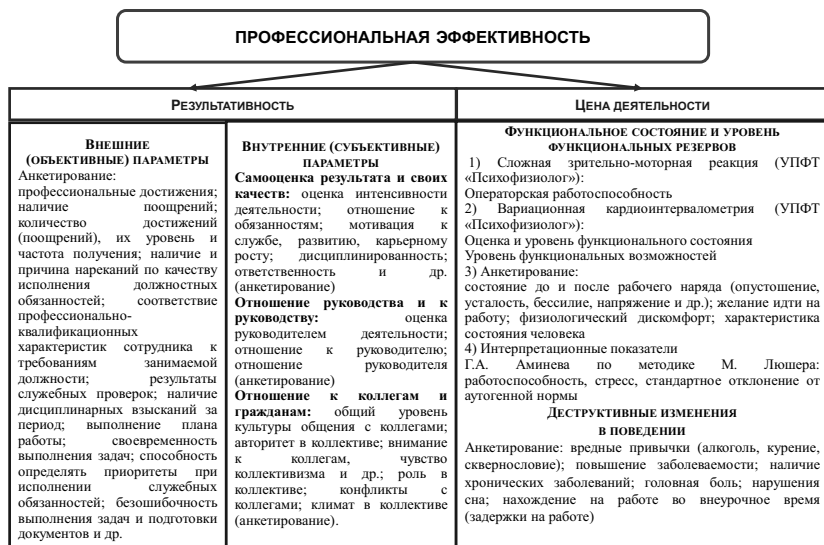 ПРОФЕССИОНАЛЬНАЯ ЭФФЕКТИВНОСТЬ
РЕЗУЛЬТАТИВНОСТЬ
ЦЕНА ДЕЯТЕЛЬНОСТИ
ВНЕШНИЕ
(ОБЪЕКТИВНЫЕ) ПАРАМЕТРЫ
Анкетирование:
профессиональные достижения;
наличие поощрений;
количество достижений
(поощрений), их уровень и
частота получения; наличие и
причина нареканий по качеству
исполнения должностных
обязанностей; соответствие
профессионально-
квалификационных
характеристик сотрудника к
требованиям занимаемой
должности; результаты
служебных проверок; наличие
дисциплинарных взысканий за
период; выполнение плана
работы; своевременность
выполнения задач; способность
определять приоритеты при
исполнении служебных
обязанностей; безошибочность
выполнения задач и подготовки
документов и др.
ВНУТРЕННИЕ (СУБЪЕКТИВНЫЕ)
ПАРАМЕТРЫ
Самооценка результата и своих
качеств: оценка интенсивности
деятельности; отношение к
обязанностям; мотивация к
службе, развитию, карьерному
росту; дисциплинированность;
ответственность и др.
(анкетирование)
Отношение руководства и к
руководству: оценка
руководителем деятельности;
отношение к руководителю;
отношение руководителя
(анкетирование)
Отношение к коллегам и
гражданам: общий уровень
культуры общения с коллегами;
авторитет в коллективе; внимание
к коллегам, чувство
коллективизма и др.; роль в
коллективе; конфликты с
коллегами; климат в коллективе
(анкетирование).
ФУНКЦИОНАЛЬНОЕ СОСТОЯНИЕ И УРОВЕНЬ
ФУНКЦИОНАЛЬНЫХ РЕЗЕРВОВ
1) Сложная зрительно-моторная реакция (УПФТ
«Психофизиолог»):
Операторская работоспособность
2) Вариационная кардиоинтервалометрия (УПФТ
«Психофизиолог»):
Оценка и уровень функционального состояния
Уровень функциональных возможностей
3) Анкетирование:
состояние до и после рабочего наряда (опустошение,
усталость, бессилие, напряжение и др.); желание идти на
работу; физиологический дискомфорт; характеристика
состояния человека
4) Интерпретационные показатели
Г.А. Аминева по методике М. Люшера:
работоспособность, стресс, стандартное отклонение от
аутогенной нормы
ДЕСТРУКТИВНЫЕ ИЗМЕНЕНИЯ
В ПОВЕДЕНИИ
Анкетирование: вредные привычки (алкоголь, курение,
сквернословие); повышение заболеваемости; наличие
хронических заболеваний; головная боль; нарушения
сна; нахождение на работе во внеурочное время
(задержки на работе)